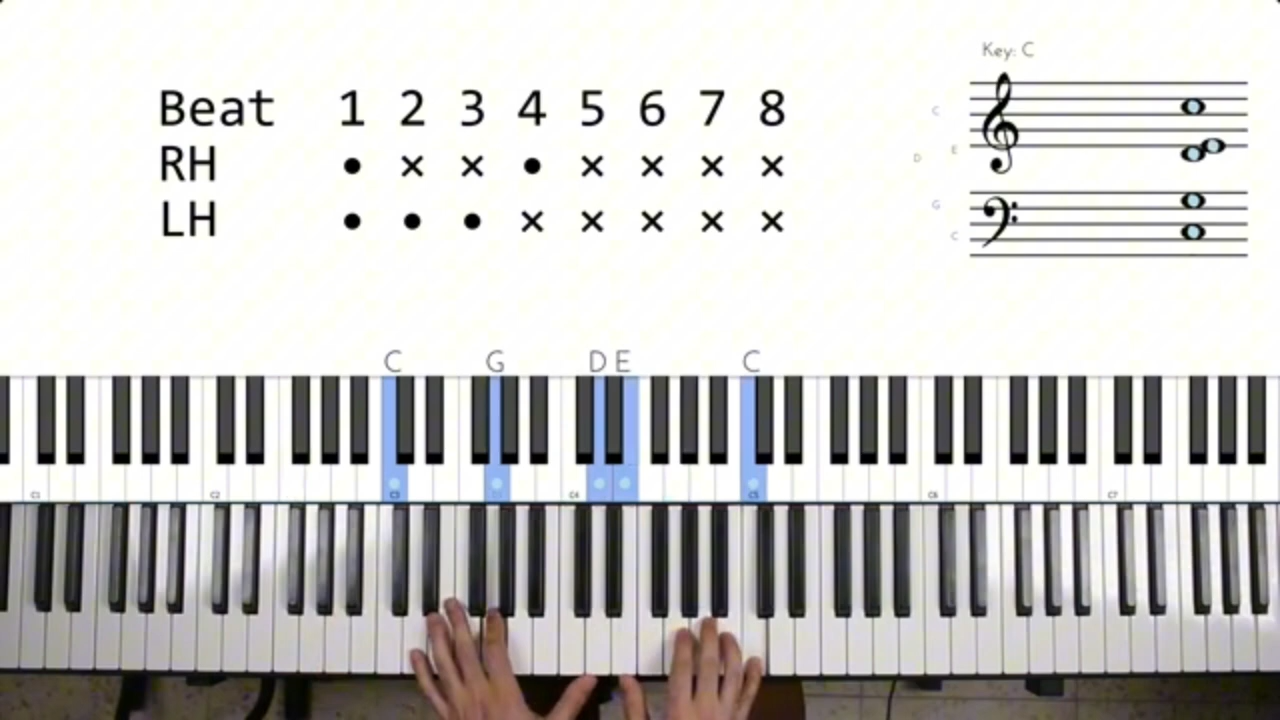 Key: C
Beat 1 2 3 4 5 6 7 8
RH • × × • × × × ×
LH • • • × × × × ×
C
E
D
G
C
C G D E C
C1 C2 C3 C4 C5 C6 C7